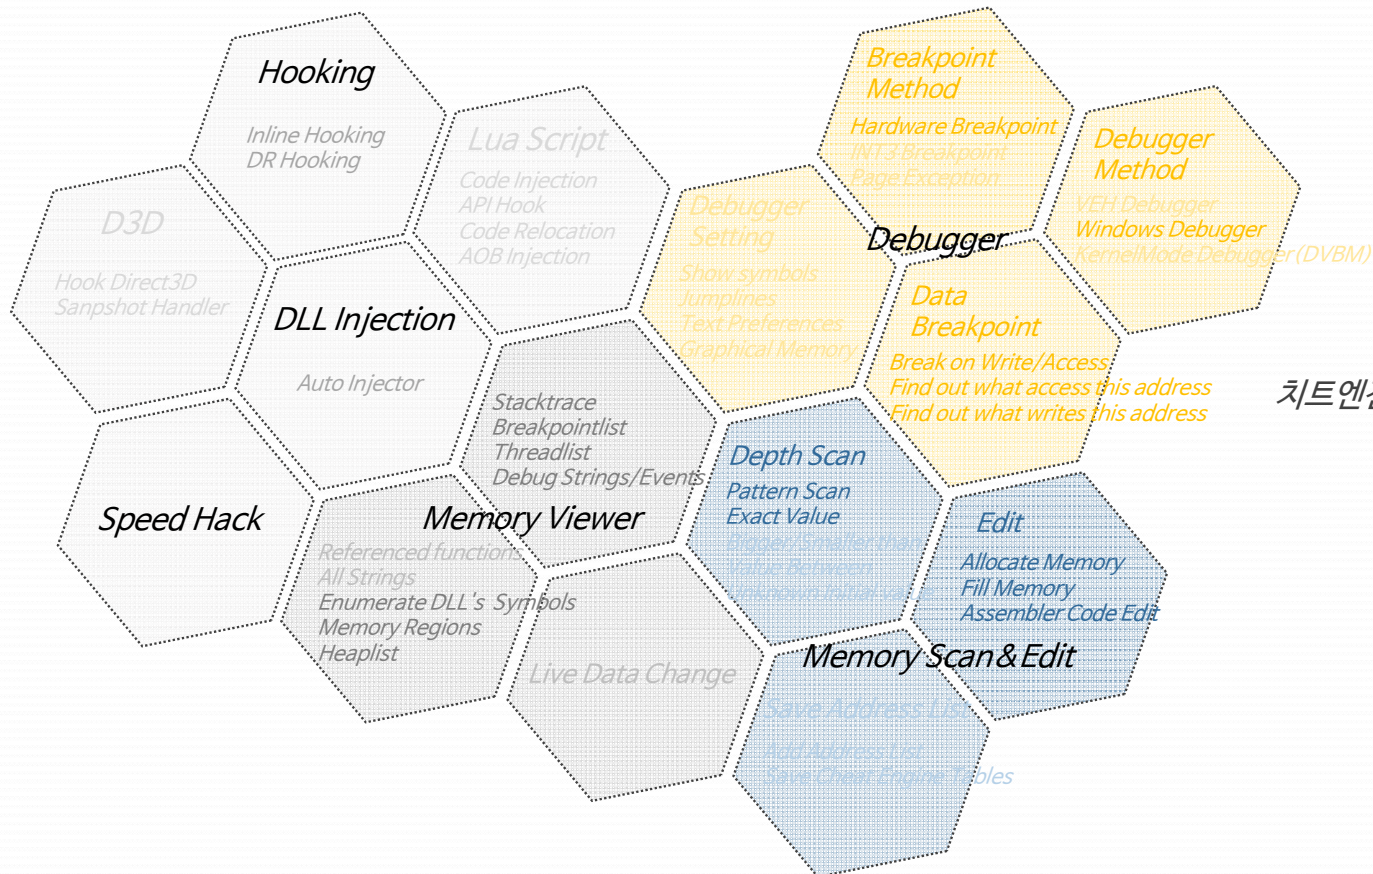 Hooking
Inline Hooking
DR Hooking
Lua Script
Code Injection
API Hook
Code Relocation
AOB Injection
D3D
Hook Direct3D
Sanpshot Handler
DLL Injection
Auto Injector
Speed Hack
Stacktrace
Breakpointlist
Threadlist
Debug Strings/Events
Memory Viewer
Referenced functions
All Strings
Enumerate DLL's Symbols
Memory Regions
Heaplist
Live Data Change
Breakpoint
Method
Hardware Breakpoint
INT3 Breakpoint
Page Exception
Debugger
Method
VEH Debugger
Windows Debugger
KernelMode Debugger(DVBM)
Debugger
Setting
Show symbols
Jumplines
Text Preferences
Graphical Memory
Debugger
Data
Breakpoint
Break on Write/Access
Find out what access this address
Find out what writes this address
Depth Scan
Pattern Scan
Exact Value
Bigger/Smaller than
Value Between
Unknown Initial value
Edit
Allocate Memory
Fill Memory
Assembler Code Edit
Memory Scan&Edit
Save Address List
Add Address List
Save Cheat Engine Tables
치트엔